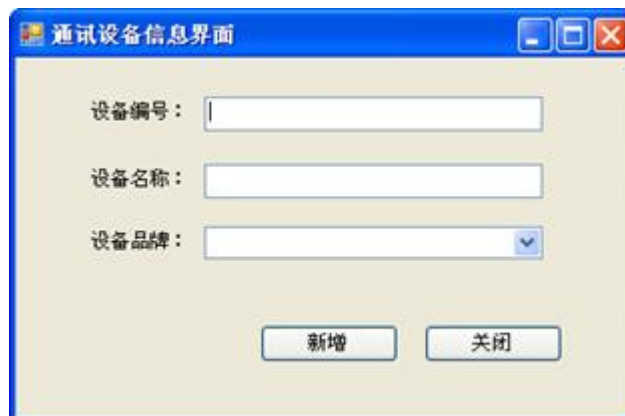 通讯设备信息界面
设备编号：
设备名称：
设备品牌：
新增 关闭